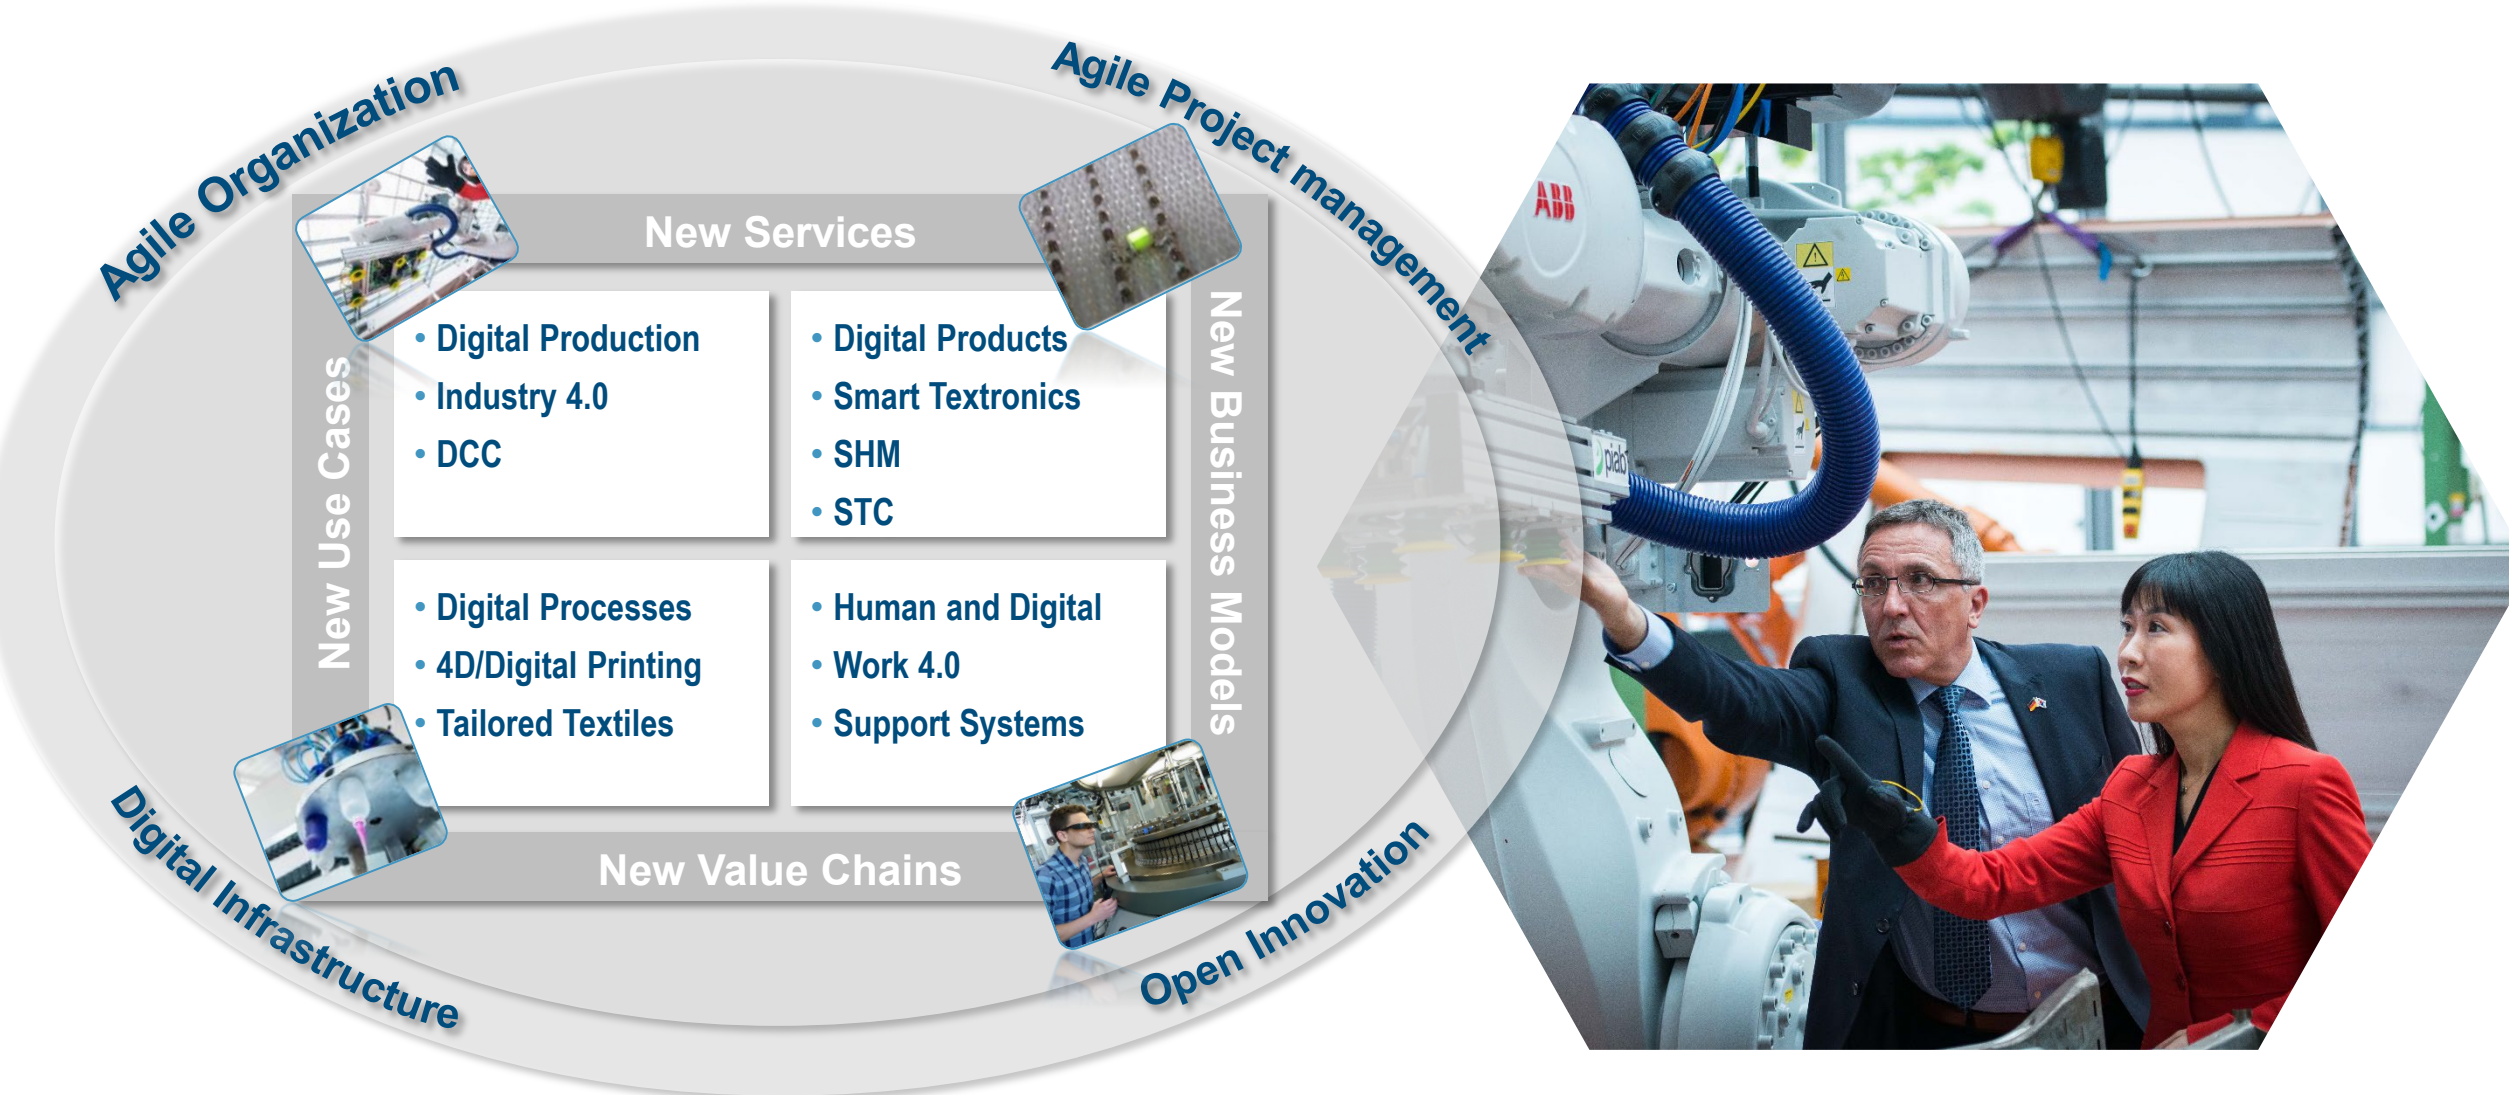 Agile Organization
Agile Project management
New Services
New Use Cases
• Digital Production
• Industry 4.0
• DCC
• Digital Products
• Smart Textronics
• SHM
• STC
New Business Models
• Digital Processes
• 4D/Digital Printing
• Tailored Textiles
• Human and Digital
• Work 4.0
• Support Systems
New Value Chains
Digital Infrastructure
Open Innovation
ABB
piab